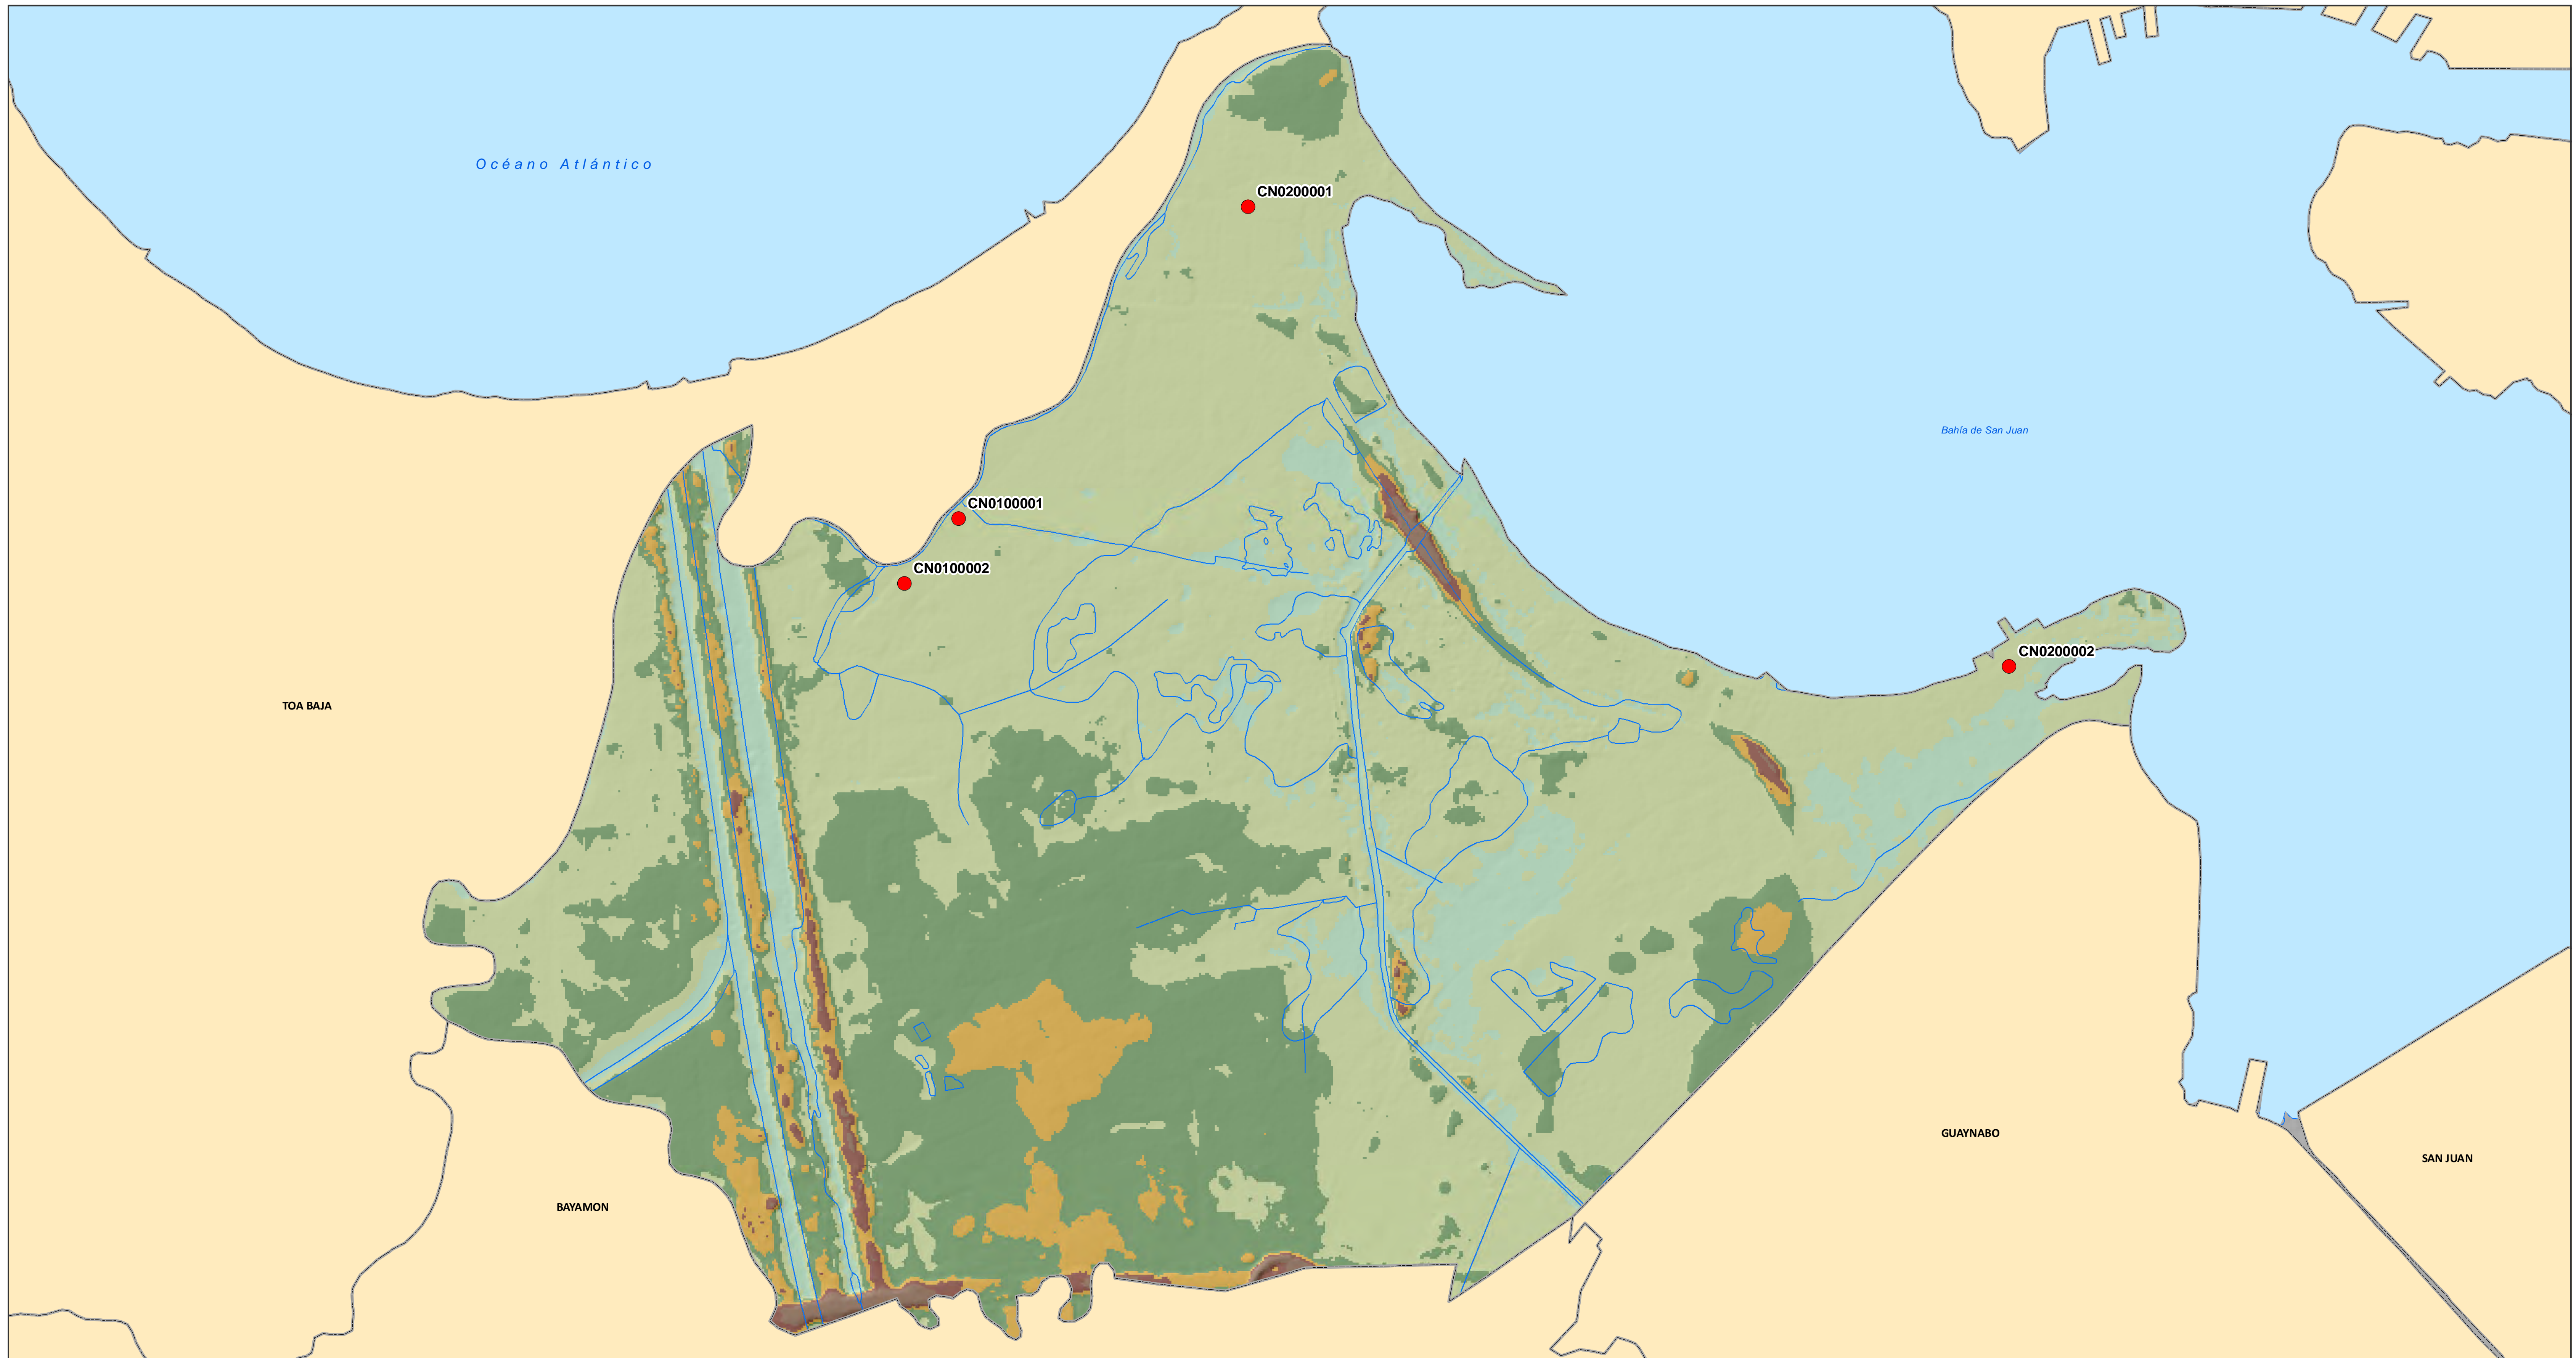 Océano Atlántico
CN0200001
Bahía de San Juan
CN0100001
CN0100002
CN0200002
TOA BAJA
GUAYNABO
SAN JUAN
BAYAMON